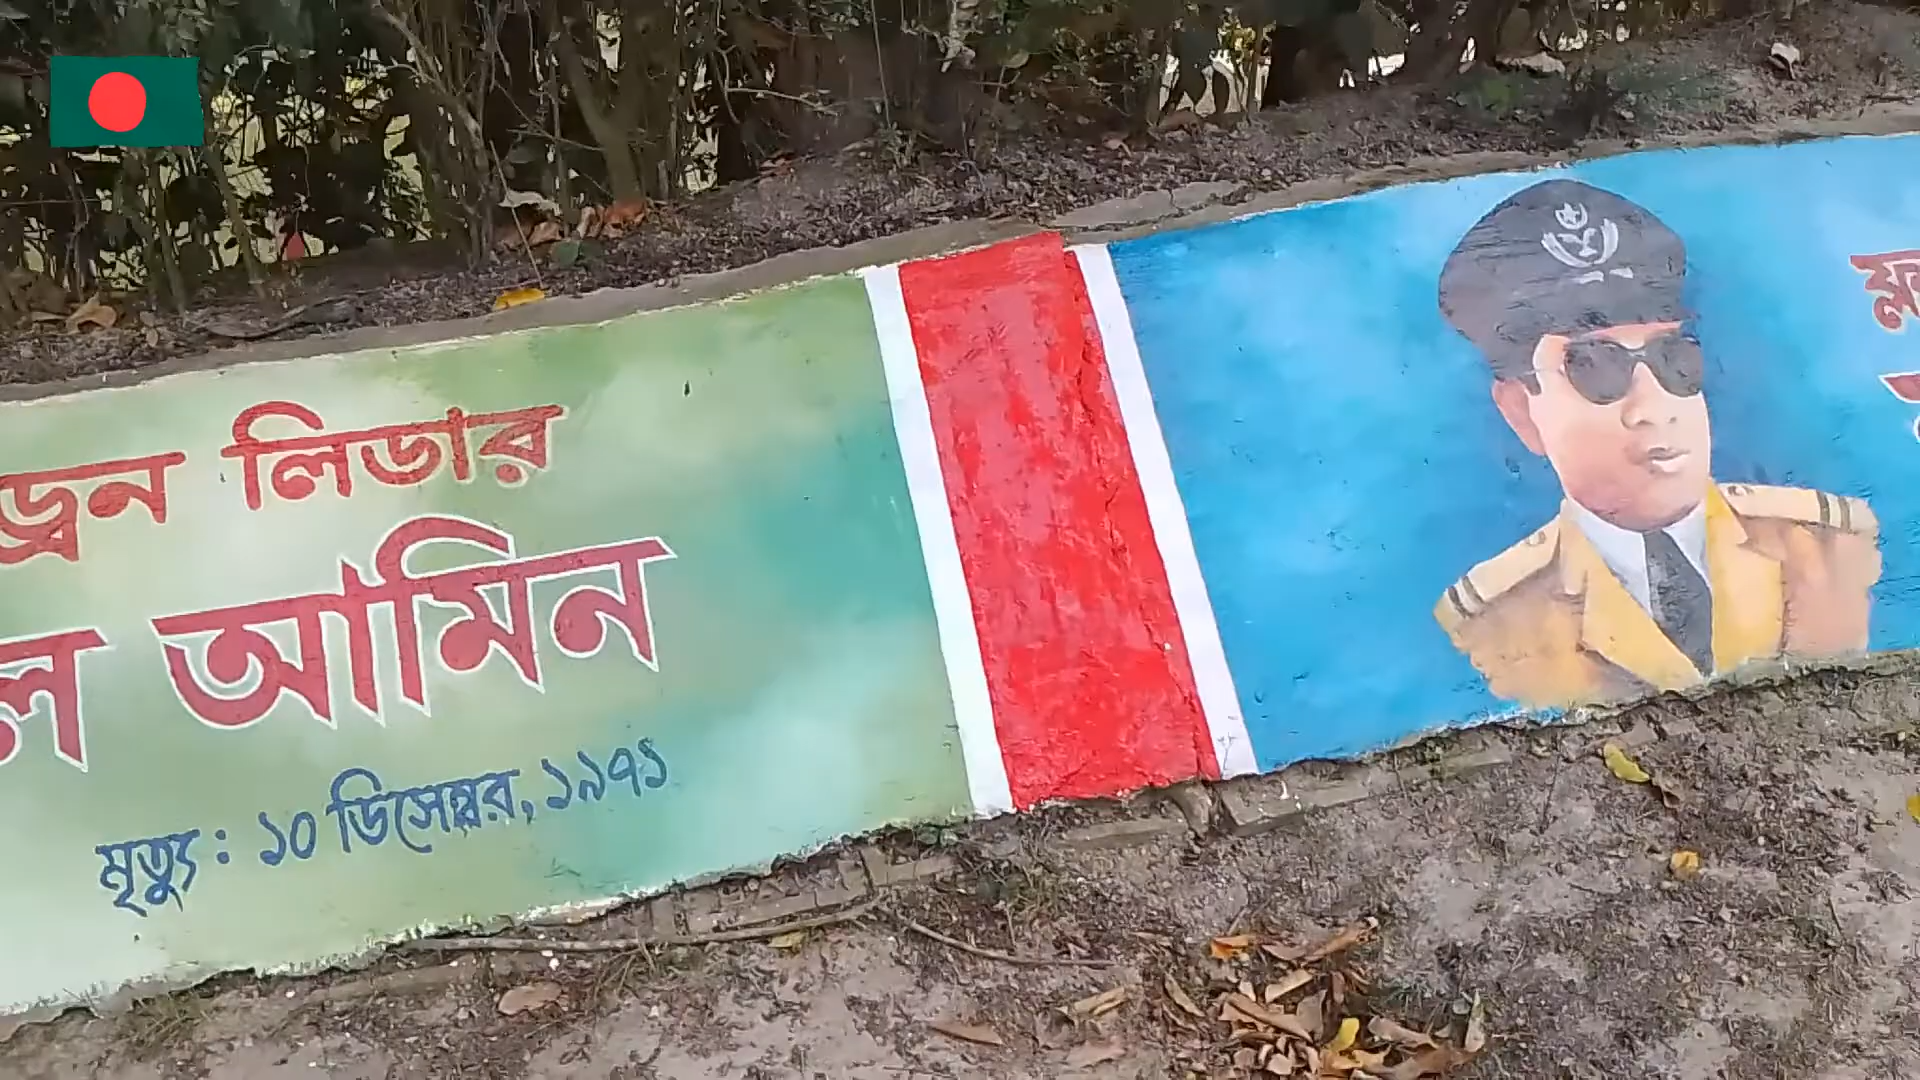 ড্রন লিডার
ল আমিন
মৃত্যু : ১০ ডিসেম্বর, ১৯৭১